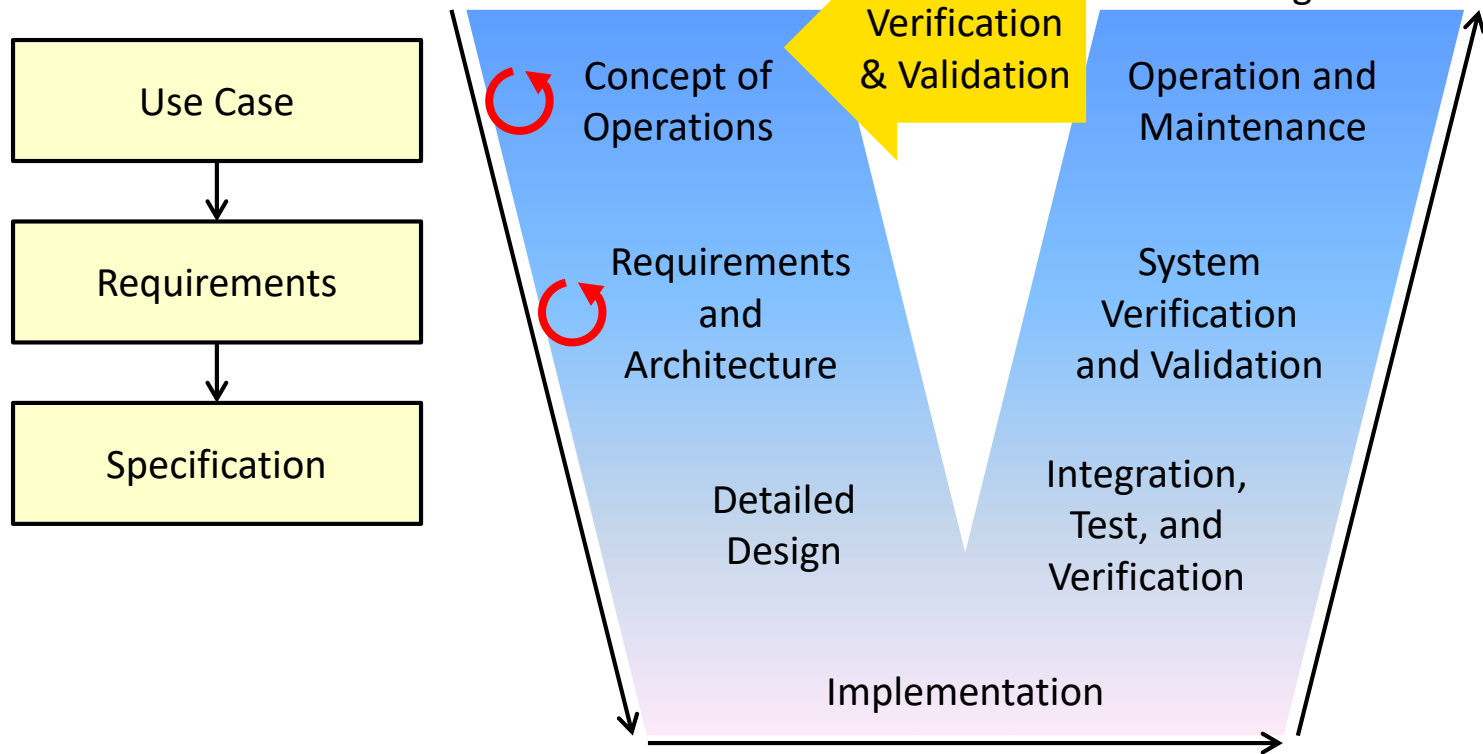 Use Case
Requirements
Specification
Verification
& Validation
Concept of
Operations
Operation and
Maintenance
Requirements
and
Architecture
System
Verification
and Validation
Detailed
Design
Integration,
Test, and
Verification
Implementation